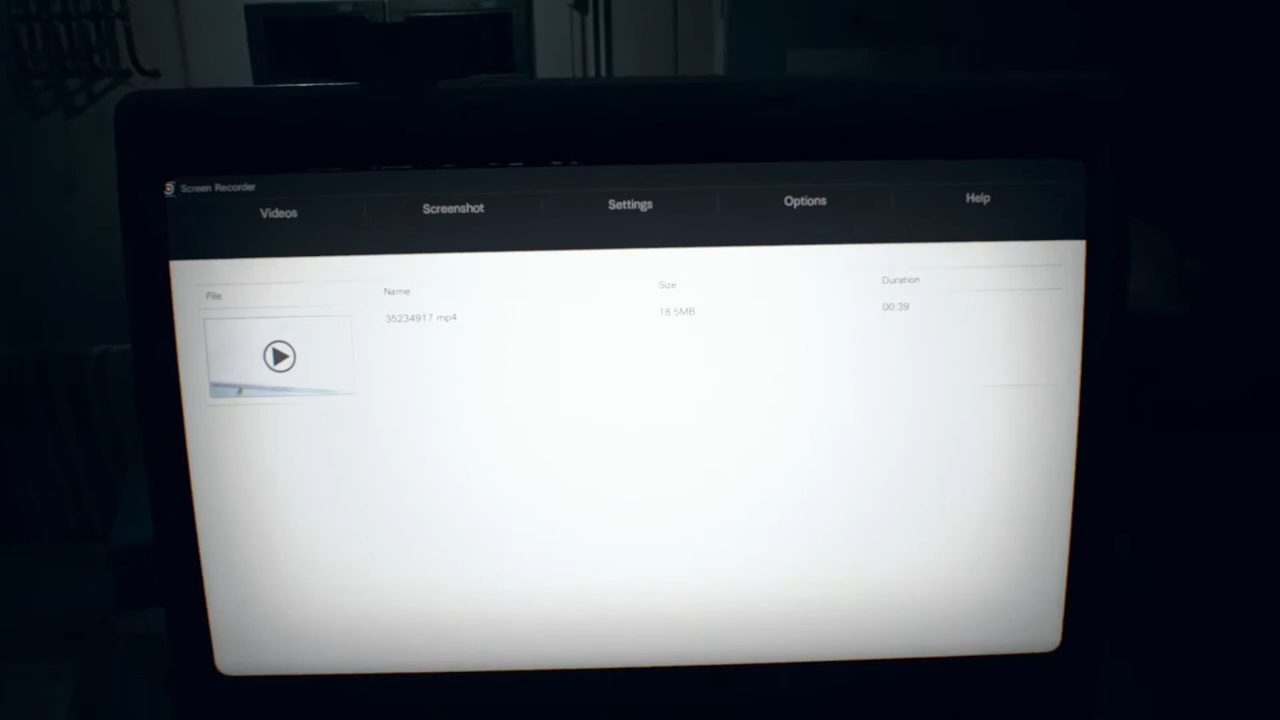 Screen Recorder
Videos Screenshot Settings Options Help
File Name Size Duration
35234917.mp4 18.5MB 00:39